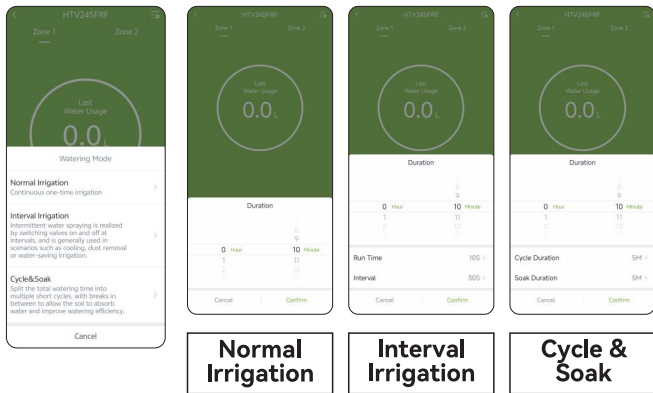 HTV245FRF
Zone 1 Zone 2
Last
Water Usage
0.0 L
Watering Mode
Normal Irrigation
Continuous one-time irrigation
Interval Irrigation
Intermittent water spraying is realized
by switching valves on and off at
intervals, and is generally used in
scenarios such as cooling, dust removal
or water-saving irrigation.
Cycle&Soak
Split the total watering time into
multiple short cycles, with breaks in
between to allow the soil to absorb
water and improve watering efficiency.
Cancel
HTV245FRF
Zone 1 Zone 2
Last
Water Usage
0.0 L
Duration
8
9
0 Hour 10 Minute
1 11
2 12
Cancel Confirm
Normal
Irrigation
HTV245FRF
Zone 1 Zone 2
Last
Water Usage
0.0 L
Duration
8
9
0 Hour 10 Minute
1 11
2 12
Run Time 10S
Interval 30S
Cancel Confirm
Interval
Irrigation
HTV245FRF
Zone 1 Zone 2
Last
Water Usage
0.0 L
Duration
8
9
0 Hour 10 Minute
1 11
2 12
Cycle Duration 5M
Soak Duration 5M
Cancel Confirm
Cycle &
Soak